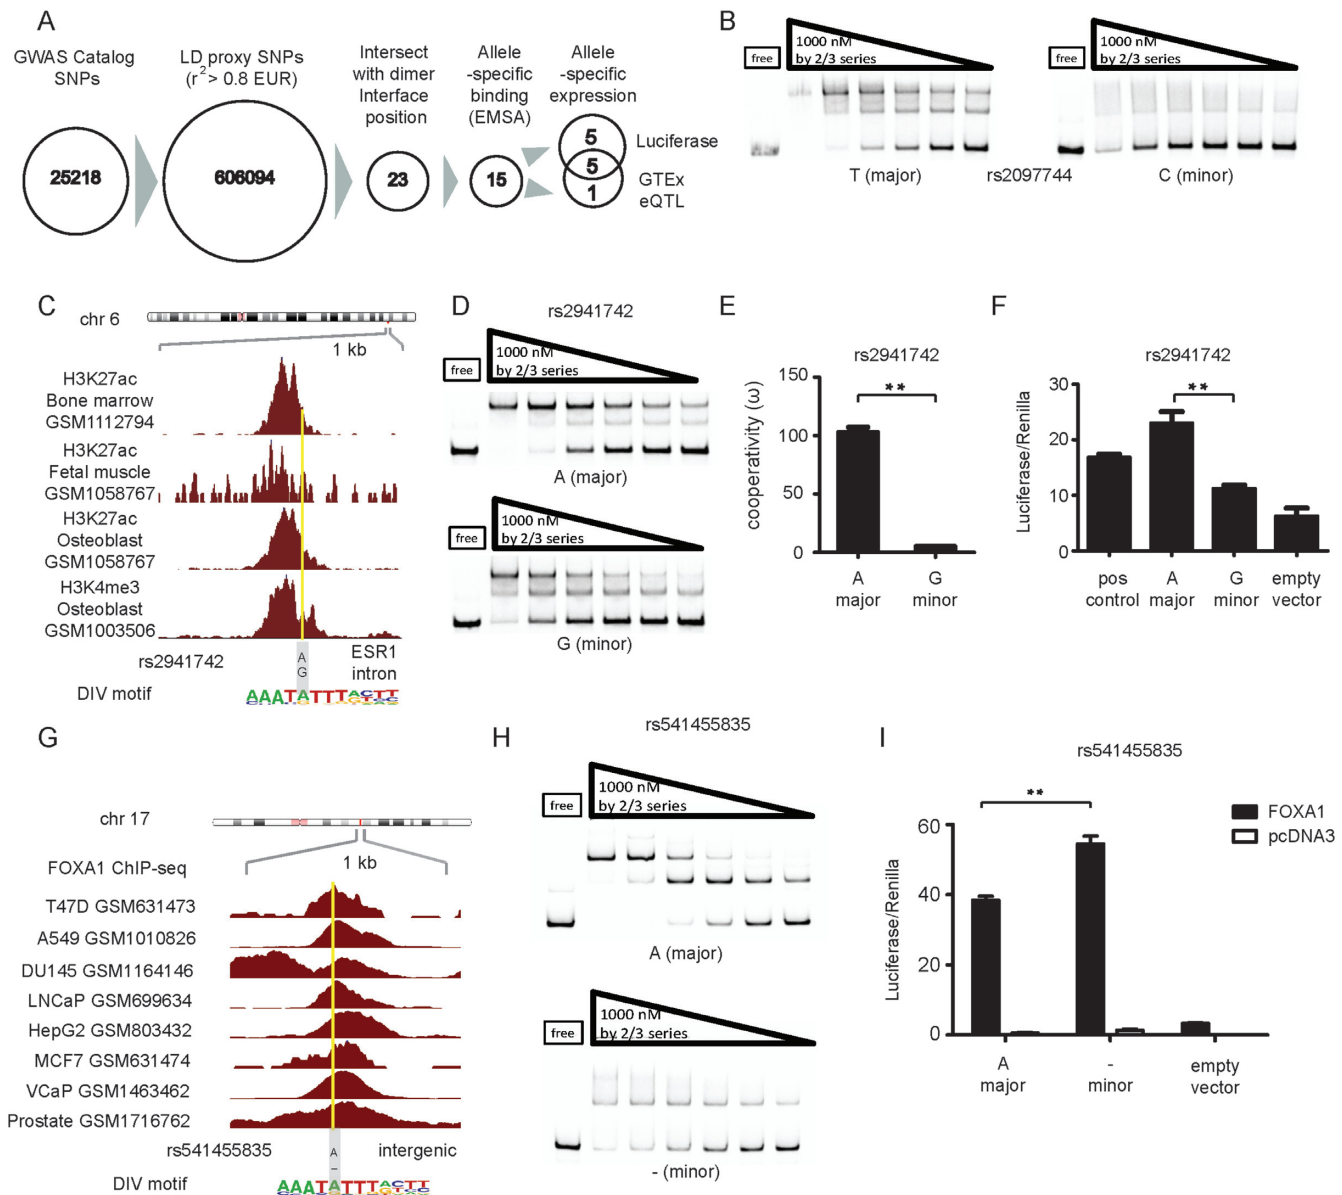 A
GWAS Catalog
SNPs
LD proxy SNPs
(r²> 0.8 EUR)
Intersect
with dimer
Interface
position
Allele
-specific
binding
(EMSA)
Allele
-specific
expression
25218
606094
23
15
5
5
1
Luciferase
GTEx
eQTL
B
free
1000 nM
by 2/3 series
T (major)
rs2097744
free
1000 nM
by 2/3 series
C (minor)
C
chr 6
1 kb
H3K27ac
Bone marrow
GSM1112794
H3K27ac
Fetal muscle
GSM1058767
H3K27ac
Osteoblast
GSM1058767
H3K4me3
Osteoblast
GSM1003506
rs2941742
A
G
ESR1
intron
DIV motif
AAATATTTACTT
D
rs2941742
free
1000 nM
by 2/3 series
A (major)
free
1000 nM
by 2/3 series
G (minor)
E
rs2941742
cooperativity (ω)
150
100
50
0
**
A
major
G
minor
F
rs2941742
Luciferase/Renilla
30
20
10
0
**
pos
control
A
major
G
minor
empty
vector
G
chr 17
FOXA1 ChIP-seq
1 kb
T47D GSM631473
A549 GSM1010826
DU145 GSM1164146
LNCaP GSM699634
HepG2 GSM803432
MCF7 GSM631474
VCaP GSM1463462
Prostate GSM1716762
rs541455835
A
-
intergenic
DIV motif
AAATATTTACTT
H
rs541455835
free
1000 nM
by 2/3 series
A (major)
free
1000 nM
by 2/3 series
- (minor)
I
rs541455835
Luciferase/Renilla
60
40
20
0
**
FOXA1
pcDNA3
A
major
-
minor
empty
vector